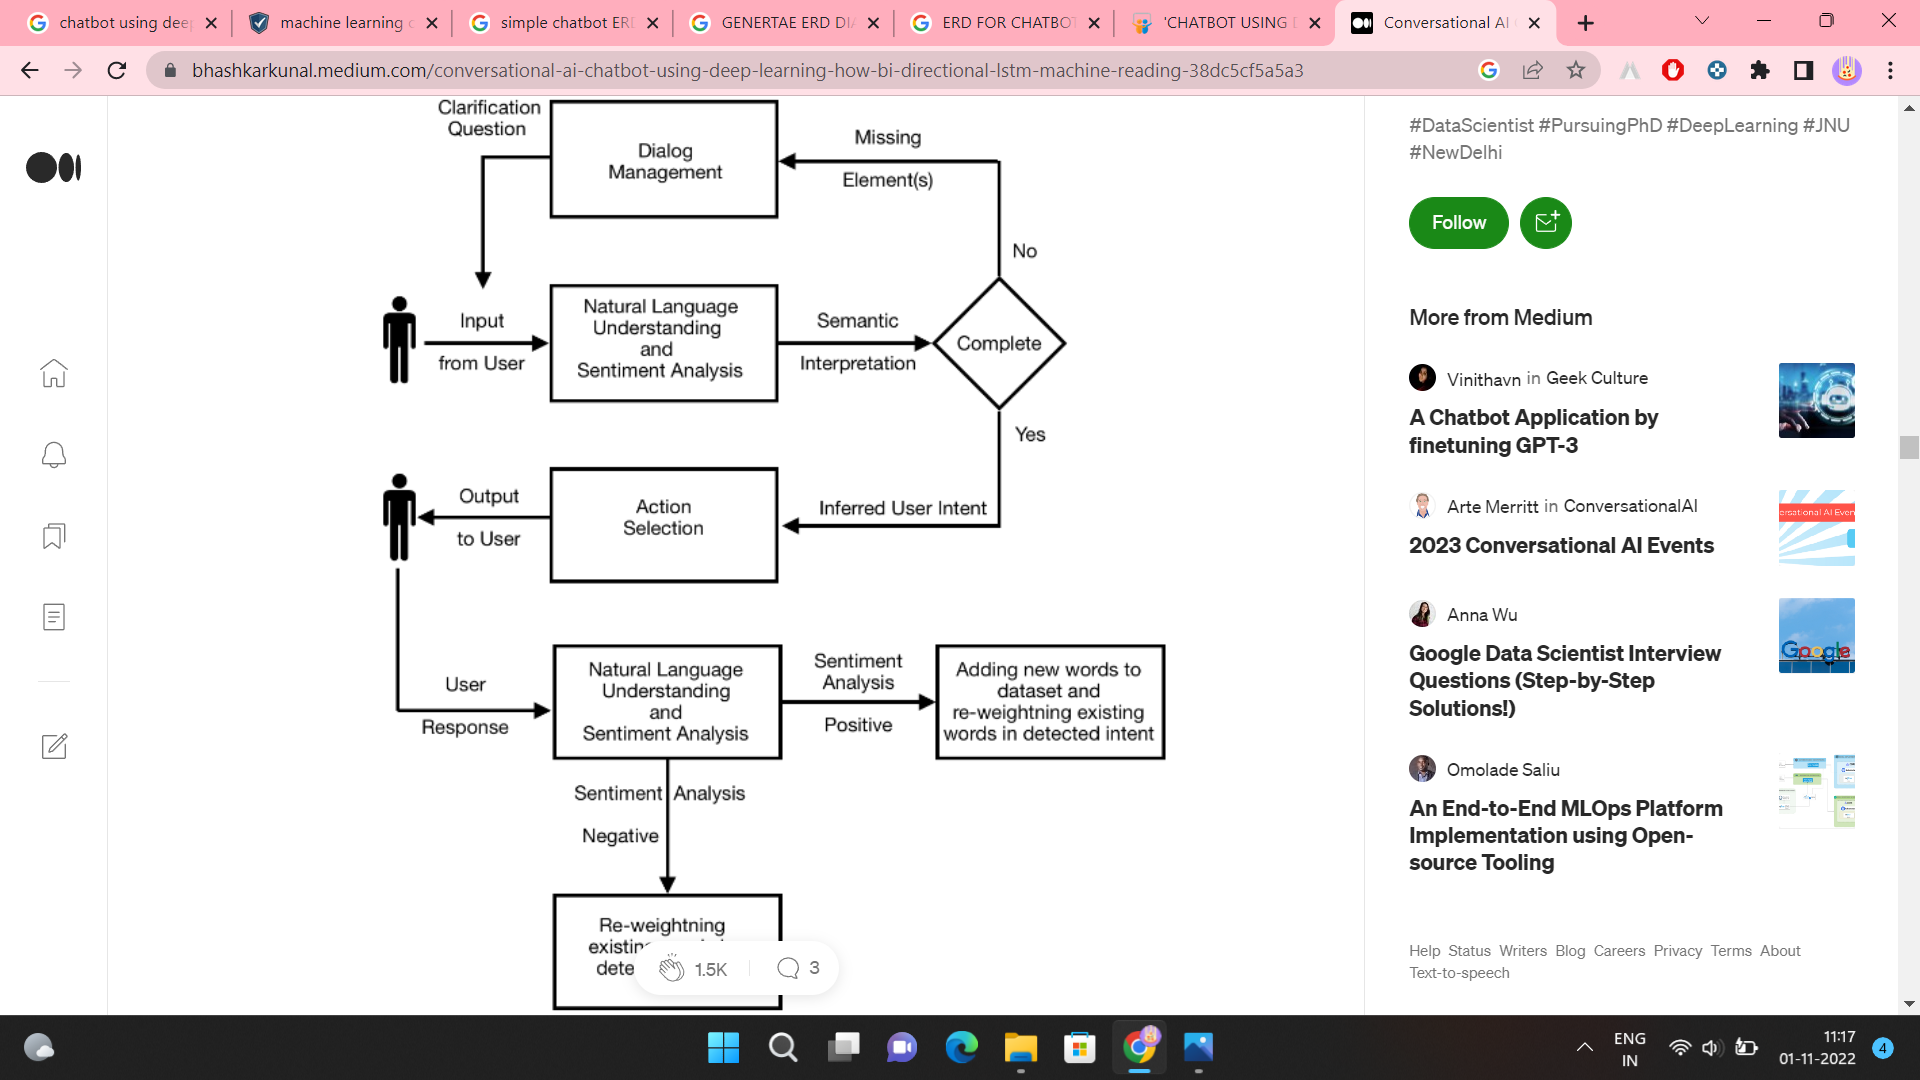 chatbot using deep
machine learning c
simple chatbot ERD
GENERTAE ERD DIA
ERD FOR CHATBOT
'CHATBOT USING D
Conversational AI C
bhashkarkunal.medium.com/conversational-ai-chatbot-using-deep-learning-how-bi-directional-lstm-machine-reading-38dc5cf5a5a3
Clarification
Question
Dialog
Management
Missing
Element(s)
No
Input
from User
Natural Language
Understanding
and
Sentiment Analysis
Semantic
Interpretation
Complete
Yes
Output
to User
Action
Selection
Inferred User Intent
User
Response
Natural Language
Understanding
and
Sentiment Analysis
Sentiment
Analysis
Positive
Adding new words to
dataset and
re-weightning existing
words in detected intent
Sentiment Analysis
Negative
Re-weightning
1.5K
3
#DataScientist #PursuingPhD #DeepLearning #JNU
#NewDelhi
Follow
More from Medium
Vinithavn in Geek Culture
A Chatbot Application by
finetuning GPT-3
Arte Merritt in ConversationalAI
2023 Conversational AI Events
ersational AI Even
Anna Wu
Google Data Scientist Interview
Questions (Step-by-Step
Solutions!)
Google
Omolade Saliu
An End-to-End MLOps Platform
Implementation using Open-
source Tooling
Help Status Writers Blog Careers Privacy Terms About
Text-to-speech
ENG
IN
11:17
01-11-2022
4